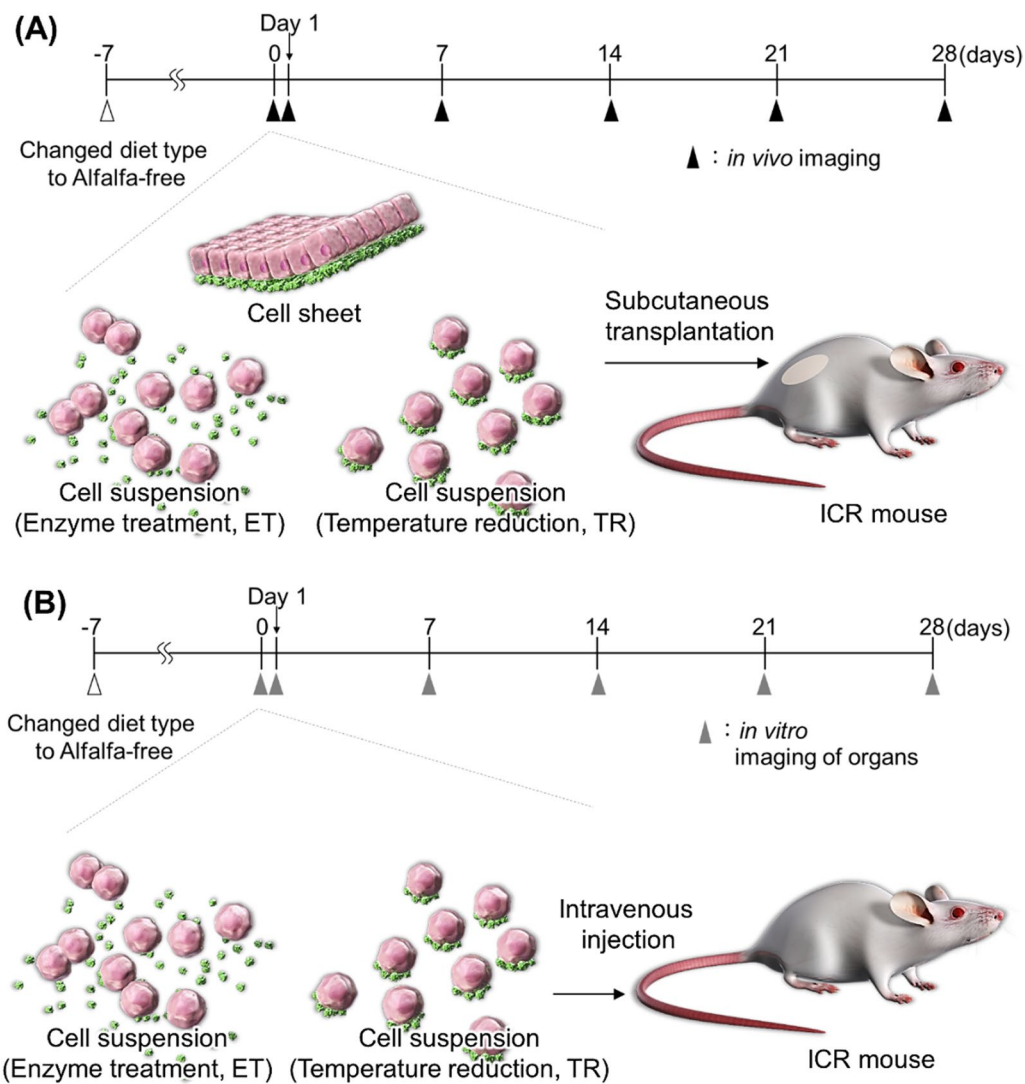 (A)
Day 1
-7 0 7 14 21 28(days)
Changed diet type
to Alfalfa-free
: in vivo imaging
Cell sheet
Subcutaneous
transplantation
Cell suspension
(Enzyme treatment, ET)
Cell suspension
(Temperature reduction, TR)
ICR mouse
(B)
Day 1
-7 0 7 14 21 28(days)
Changed diet type
to Alfalfa-free
: in vitro
imaging of organs
Intravenous
injection
Cell suspension
(Enzyme treatment, ET)
Cell suspension
(Temperature reduction, TR)
ICR mouse